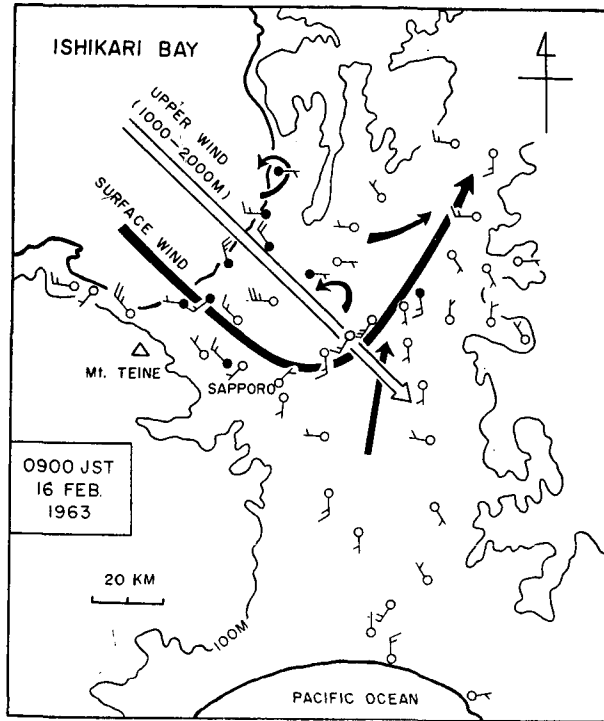 ISHIKARI BAY
UPPER WIND
(1000–2000M)
SURFACE WIND
Mt. TEINE
SAPPORO
0900 JST
16 FEB.
1963
20 KM
100M
PACIFIC OCEAN